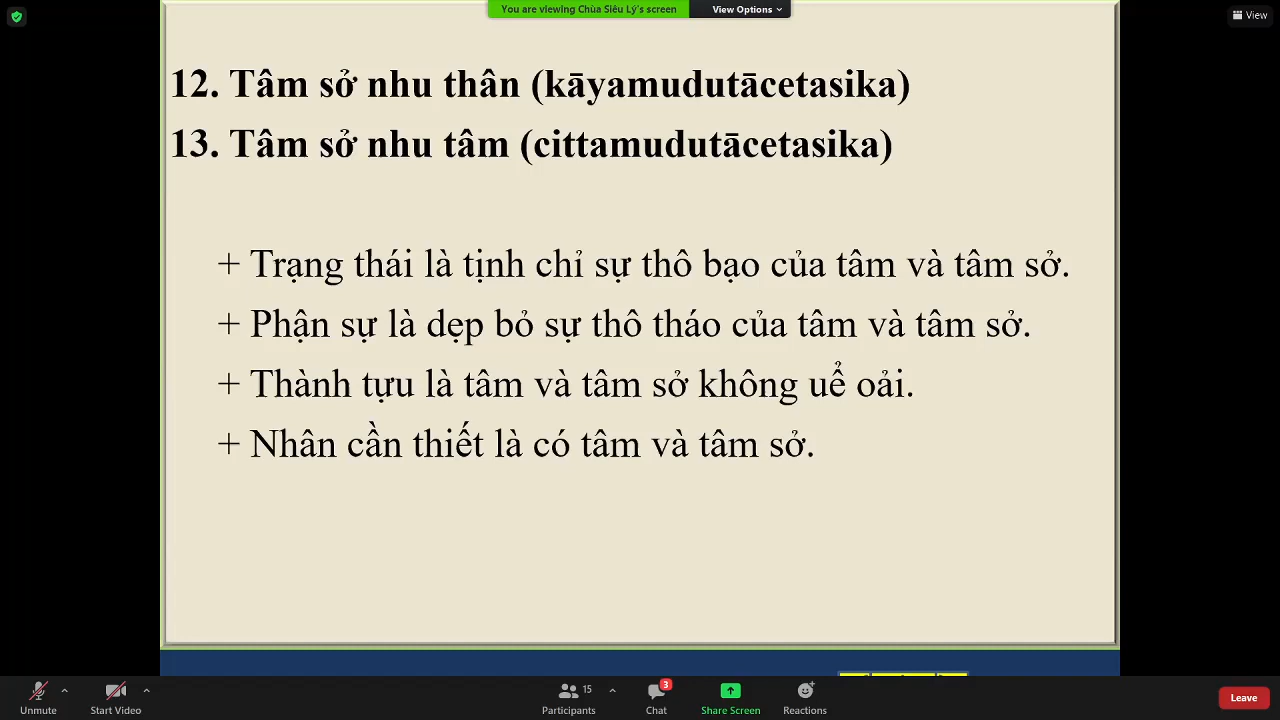 You are viewing Chùa Siêu Lý's screen
View Options
View
12. Tâm sở nhu thân (kāyamudutācetasika)
13. Tâm sở nhu tâm (cittamudutācetasika)
+ Trạng thái là tịnh chỉ sự thô bạo của tâm và tâm sở.
+ Phận sự là dẹp bỏ sự thô tháo của tâm và tâm sở.
+ Thành tựu là tâm và tâm sở không uể oải.
+ Nhân cần thiết là có tâm và tâm sở.
Unmute
Start Video
15
Participants
3
Chat
Share Screen
Reactions
Leave